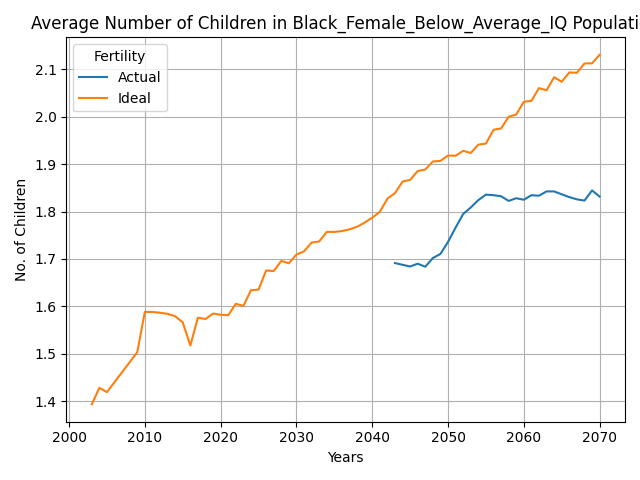 Average Number of Children in Black_Female_Below_Average_IQ Populati
Fertility
Actual
Ideal
No. of Children
2.1
2.0
1.9
1.8
1.7
1.6
1.5
1.4
2000 2010 2020 2030 2040 2050 2060 2070
Years